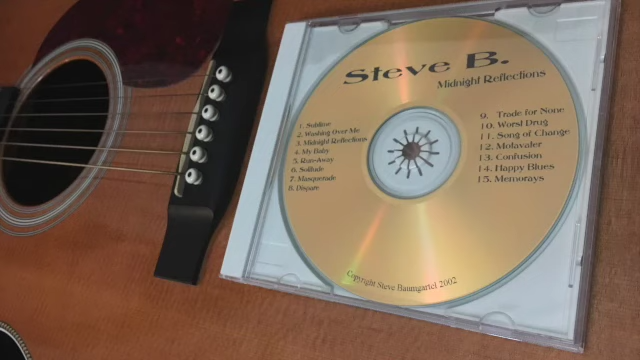 Steve B.
Midnight Reflections
1. Sublime
2. Washing Over Me
3. Midnight Reflections
4. My Baby
5. Run-Away
6. Solitude
7. Masquerade
8. Dispare
9. Trade for None
10. Worst Drug
11. Song of Change
12. Molavafer
13. Confusion
14. Happy Blues
15. Memorays
Copyright Steve Baumgartel 2002